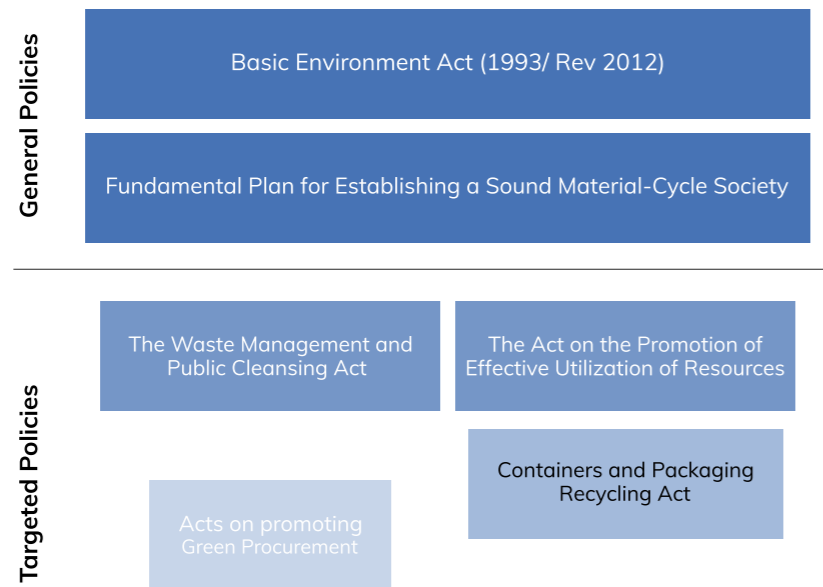 General Policies
Basic Environment Act (1993/ Rev 2012)
Fundamental Plan for Establishing a Sound Material-Cycle Society
Targeted Policies
The Waste Management and
Public Cleansing Act
The Act on the Promotion of
Effective Utilization of Resources
Containers and Packaging
Recycling Act
Acts on promoting
Green Procurement